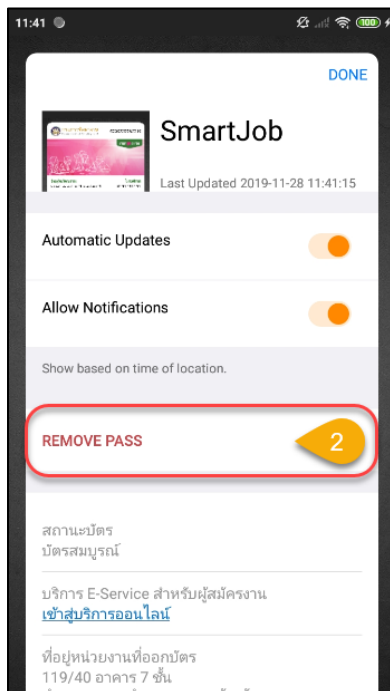 11:41
100
DONE
SmartJob
Last Updated 2019-11-28 11:41:15
Automatic Updates
Allow Notifications
Show based on time of location.
REMOVE PASS
2
สถานะบัตร
บัตรสมบูรณ์
บริการ E-Service สำหรับผู้สมัครงาน
เข้าสู่บริการออนไลน์
ที่อยู่หน่วยงานที่ออกบัตร
119/40 อาคาร 7 ชั้น